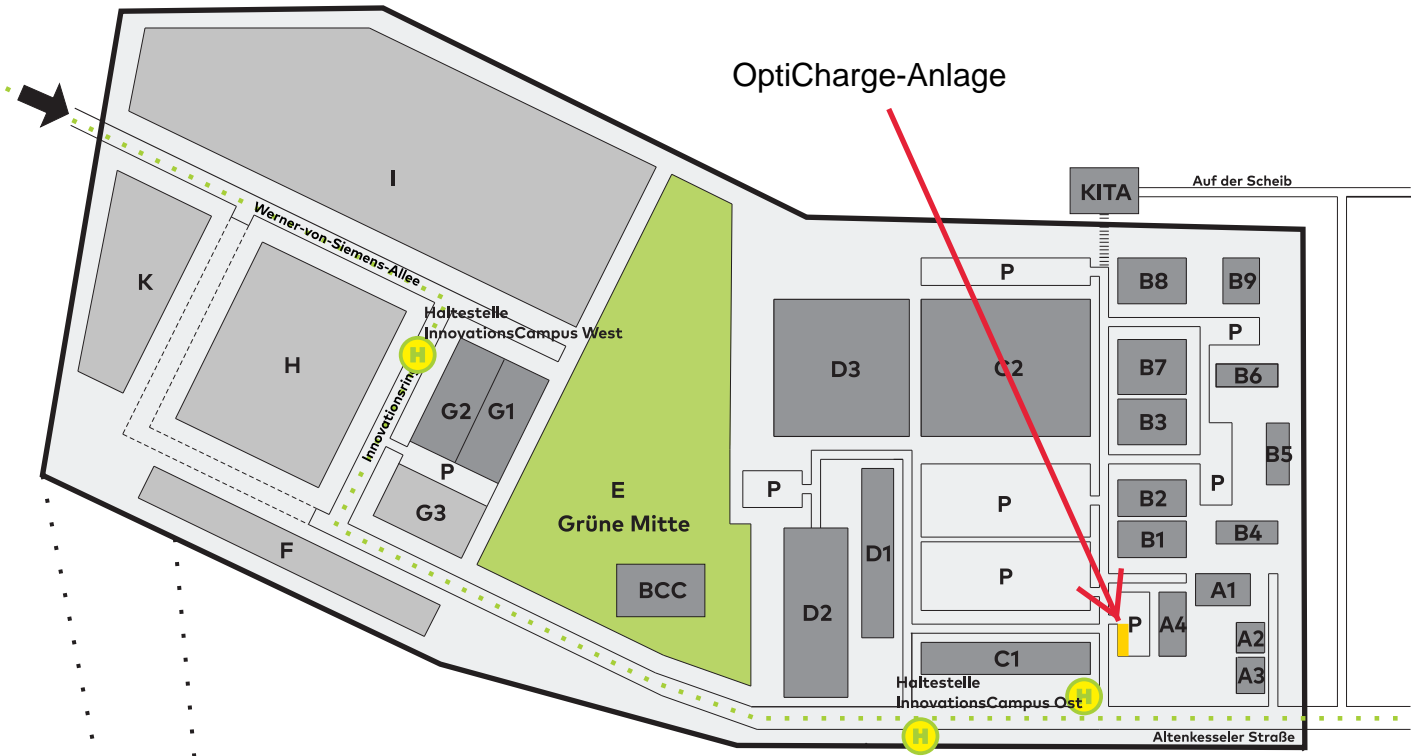 OptiCharge-Anlage
KITA
Auf der Scheib
I
Werner-von-Siemens-Allee
K
P
B8
B9
Haltestelle
InnovationsCampus West
H
P
H
D3
C2
B7
B6
Innovationsring
G2
G1
B3
B5
P
E
P
P
P
G3
Grüne Mitte
B2
F
D1
B1
B4
BCC
P
A1
D2
P
A4
A2
C1
A3
Haltestelle
InnovationsCampus Ost
H
H
Altenkesseler Straße